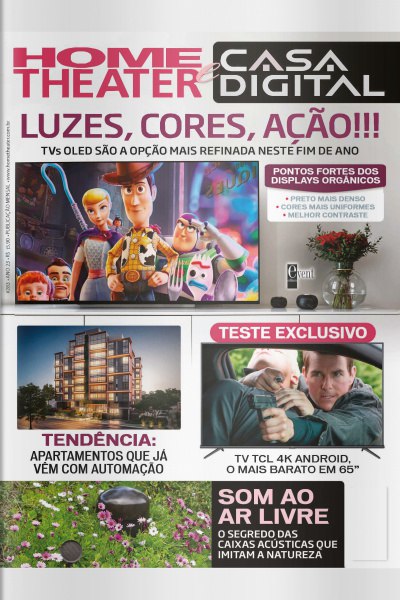 HOME THEATER e CASA DIGITAL
LUZES, CORES, AÇÃO!!!
TVs OLED SÃO A OPÇÃO MAIS REFINADA NESTE FIM DE ANO
PONTOS FORTES DOS
DISPLAYS ORGÂNICOS
• PRETO MAIS DENSO
• CORES MAIS UNIFORMES
• MELHOR CONTRASTE
event
TENDÊNCIA:
APARTAMENTOS QUE JÁ
VÊM COM AUTOMAÇÃO
TESTE EXCLUSIVO
TV TCL 4K ANDROID,
O MAIS BARATO EM 65”
SOM AO
AR LIVRE
O SEGREDO DAS
CAIXAS ACÚSTICAS QUE
IMITAM A NATUREZA